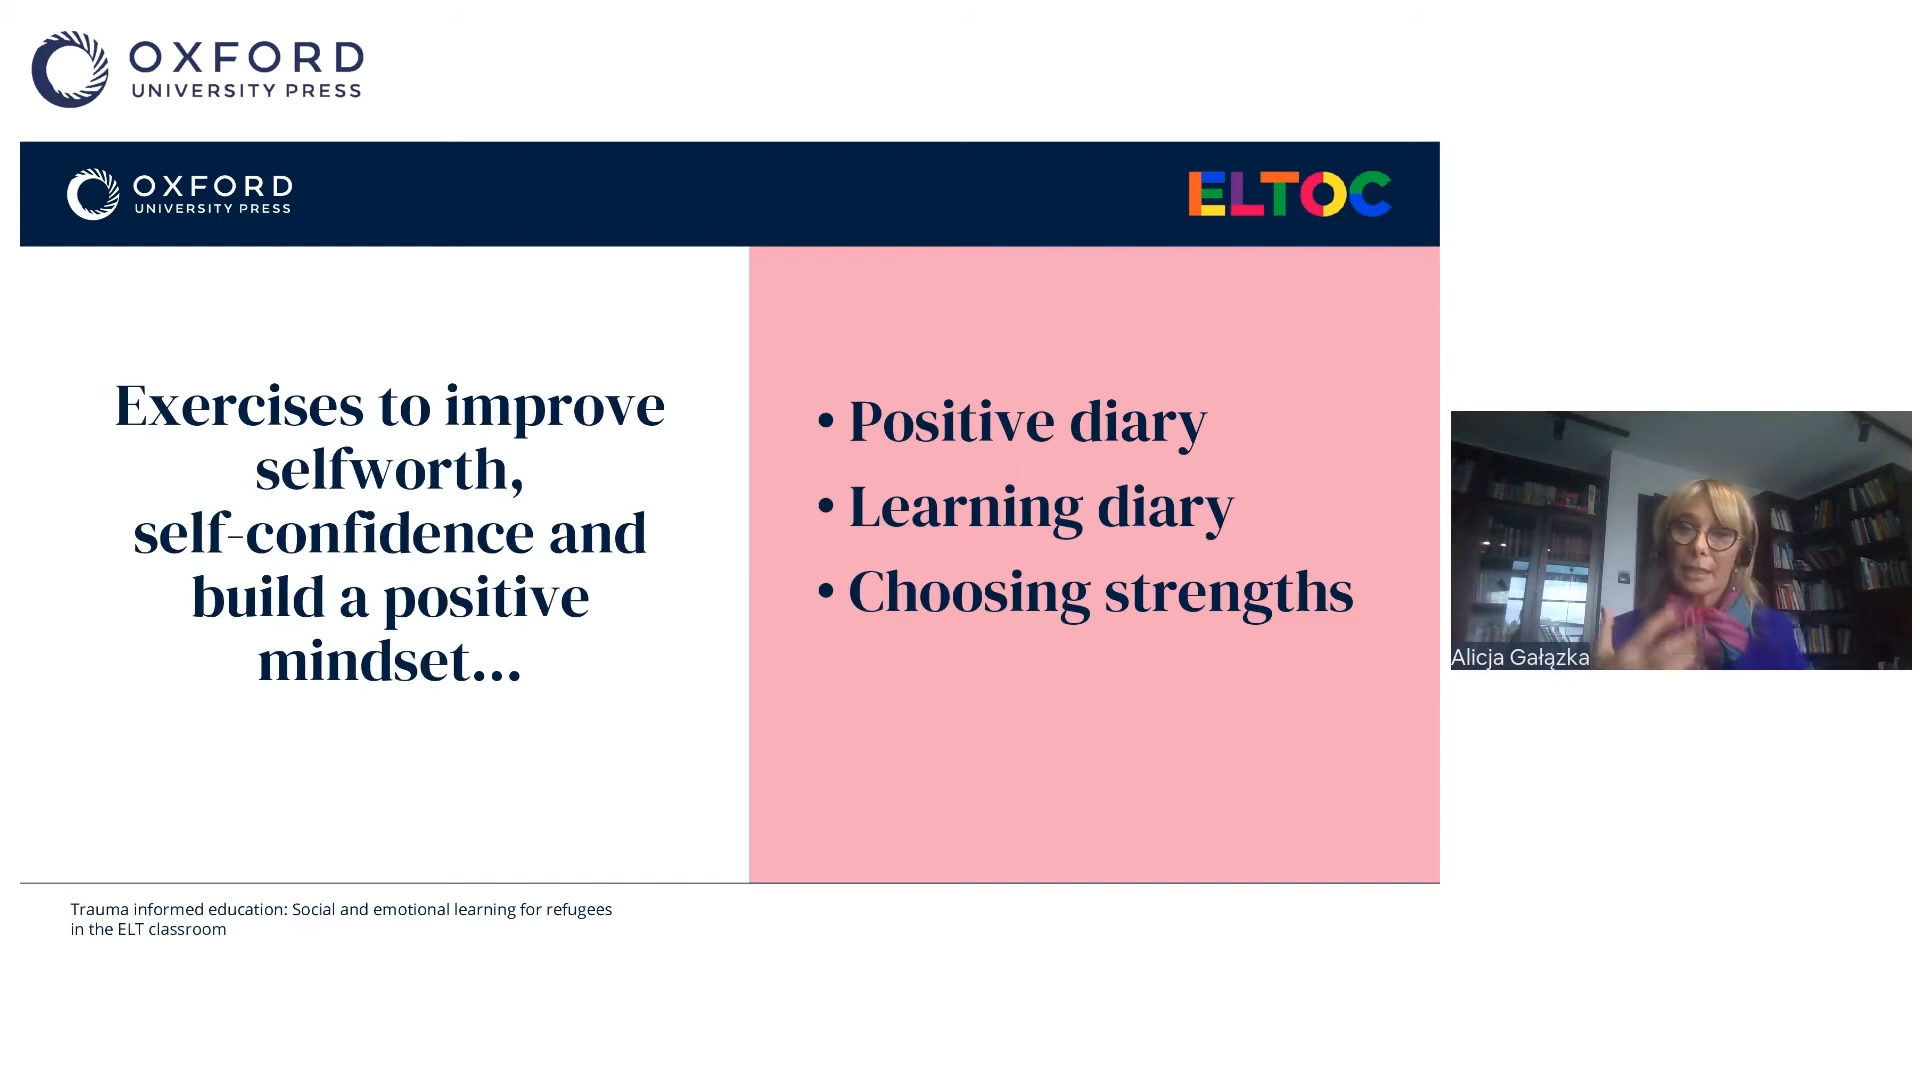 OXFORD
UNIVERSITY PRESS
OXFORD
UNIVERSITY PRESS
ELTOC
Exercises to improve
selfworth,
self-confidence and
build a positive
mindset...
• Positive diary
• Learning diary
• Choosing strengths
Alicja Gałązka
Trauma informed education: Social and emotional learning for refugees
in the ELT classroom